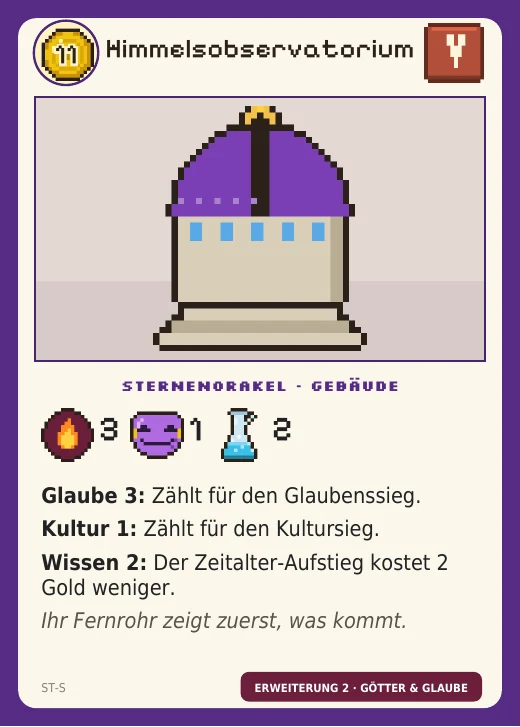 11 Himmelsobservatorium Y
STERNENORAKEL · GEBÄUDE
3 1 2
Glaube 3: Zählt für den Glaubenssieg.
Kultur 1: Zählt für den Kultursieg.
Wissen 2: Der Zeitalter-Aufstieg kostet 2
Gold weniger.
Ihr Fernrohr zeigt zuerst, was kommt.
ST-S
ERWEITERUNG 2 · GÖTTER & GLAUBE